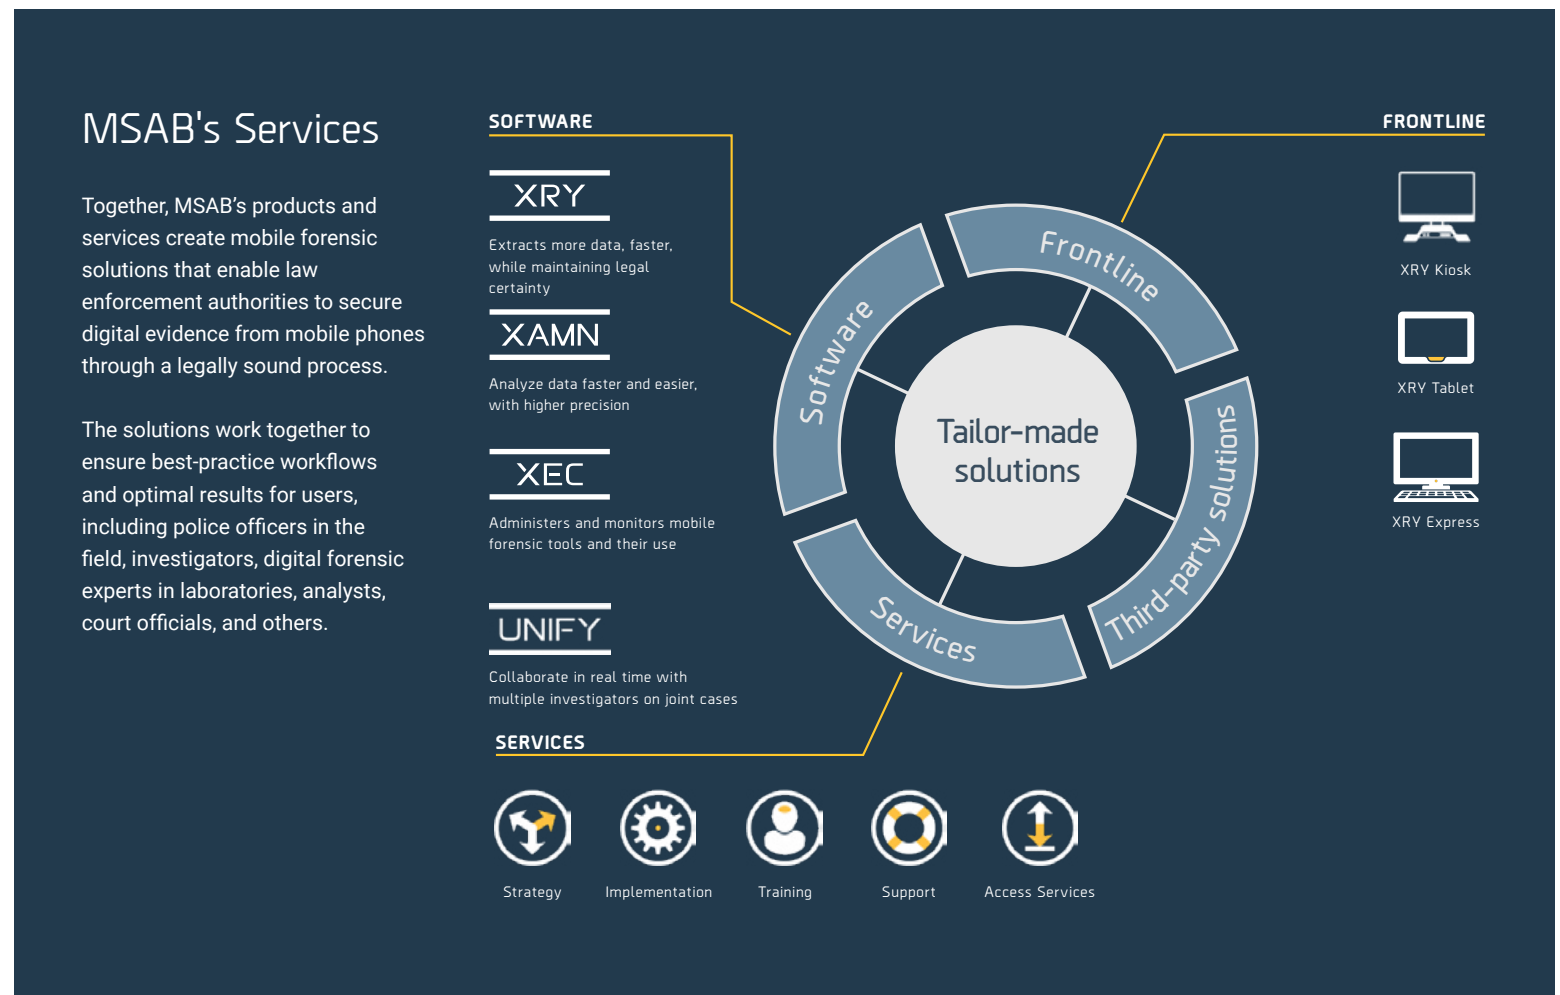 MSAB's Services
Together, MSAB’s products and
services create mobile forensic
solutions that enable law
enforcement authorities to secure
digital evidence from mobile phones
through a legally sound process.
The solutions work together to
ensure best-practice workflows
and optimal results for users,
including police officers in the
field, investigators, digital forensic
experts in laboratories, analysts,
court officials, and others.
SOFTWARE
XRY
Extracts more data, faster,
while maintaining legal
certainty
XAMN
Analyze data faster and easier,
with higher precision
XEC
Administers and monitors mobile
forensic tools and their use
UNIFY
Collaborate in real time with
multiple investigators on joint cases
Software
Frontline
Third-party solutions
Services
Tailor-made
solutions
FRONTLINE
XRY Kiosk
XRY Tablet
XRY Express
SERVICES
Strategy
Implementation
Training
Support
Access Services